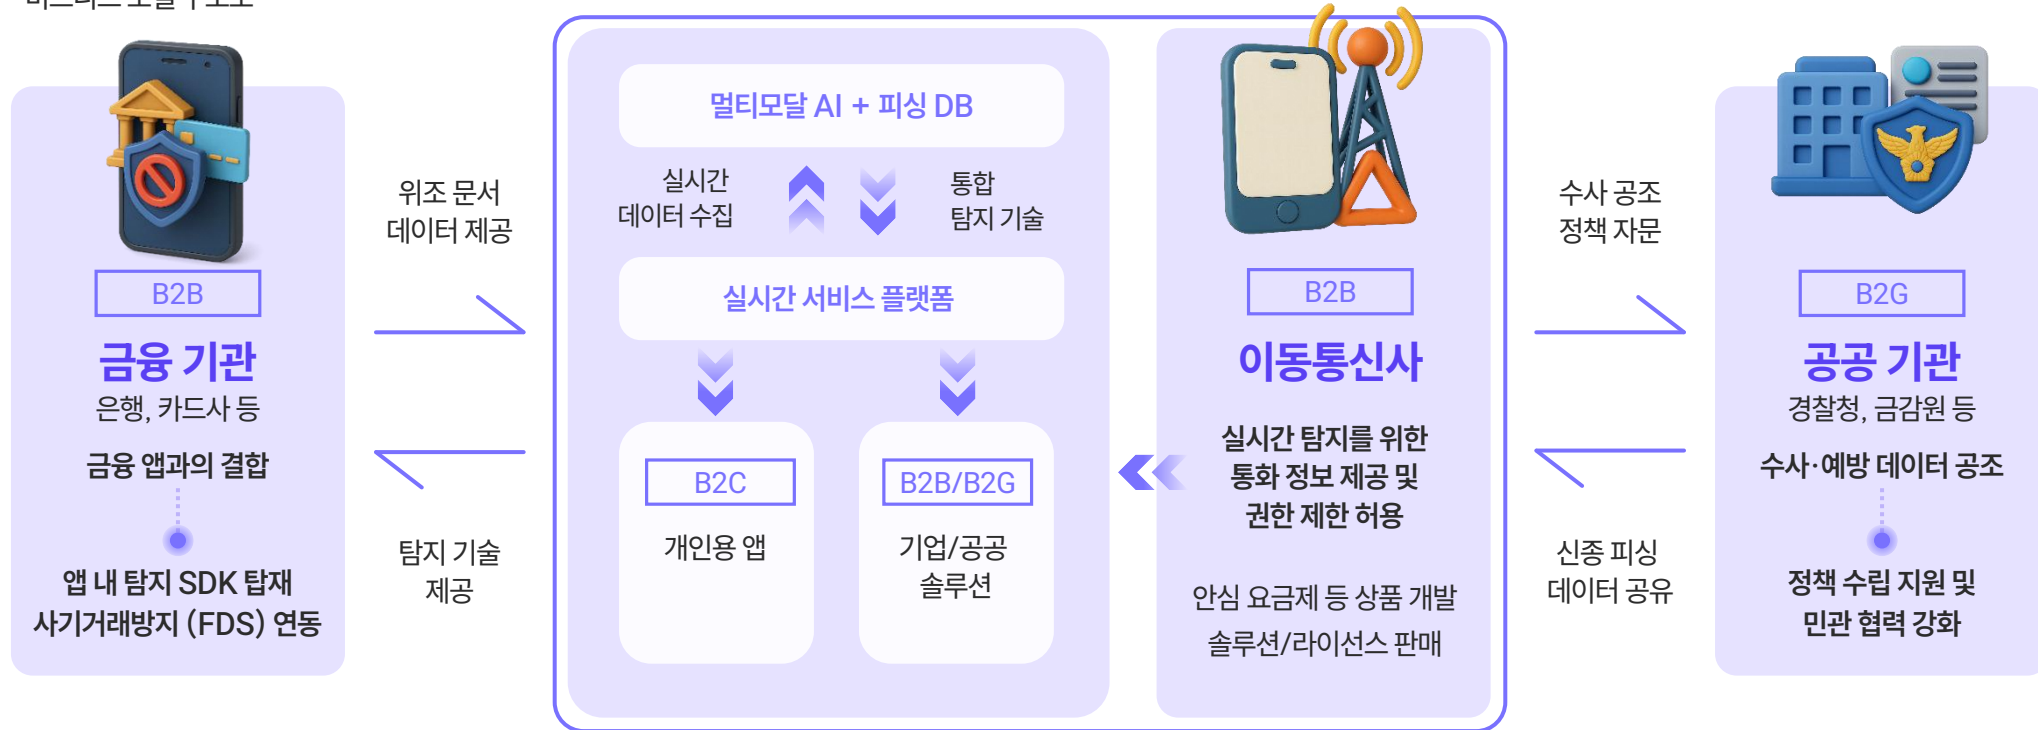 B2B
금융 기관
은행, 카드사 등
금융 앱과의 결합
앱 내 탐지 SDK 탑재
사기거래방지 (FDS) 연동
위조 문서
데이터 제공
탐지 기술
제공
멀티모달 AI + 피싱 DB
실시간
데이터 수집
통합
탐지 기술
실시간 서비스 플랫폼
B2C
개인용 앱
B2B/B2G
기업/공공
솔루션
B2B
이동통신사
실시간 탐지를 위한
통화 정보 제공 및
권한 제한 허용
안심 요금제 등 상품 개발
솔루션/라이선스 판매
수사 공조
정책 자문
신종 피싱
데이터 공유
B2G
공공 기관
경찰청, 금감원 등
수사·예방 데이터 공조
정책 수립 지원 및
민관 협력 강화